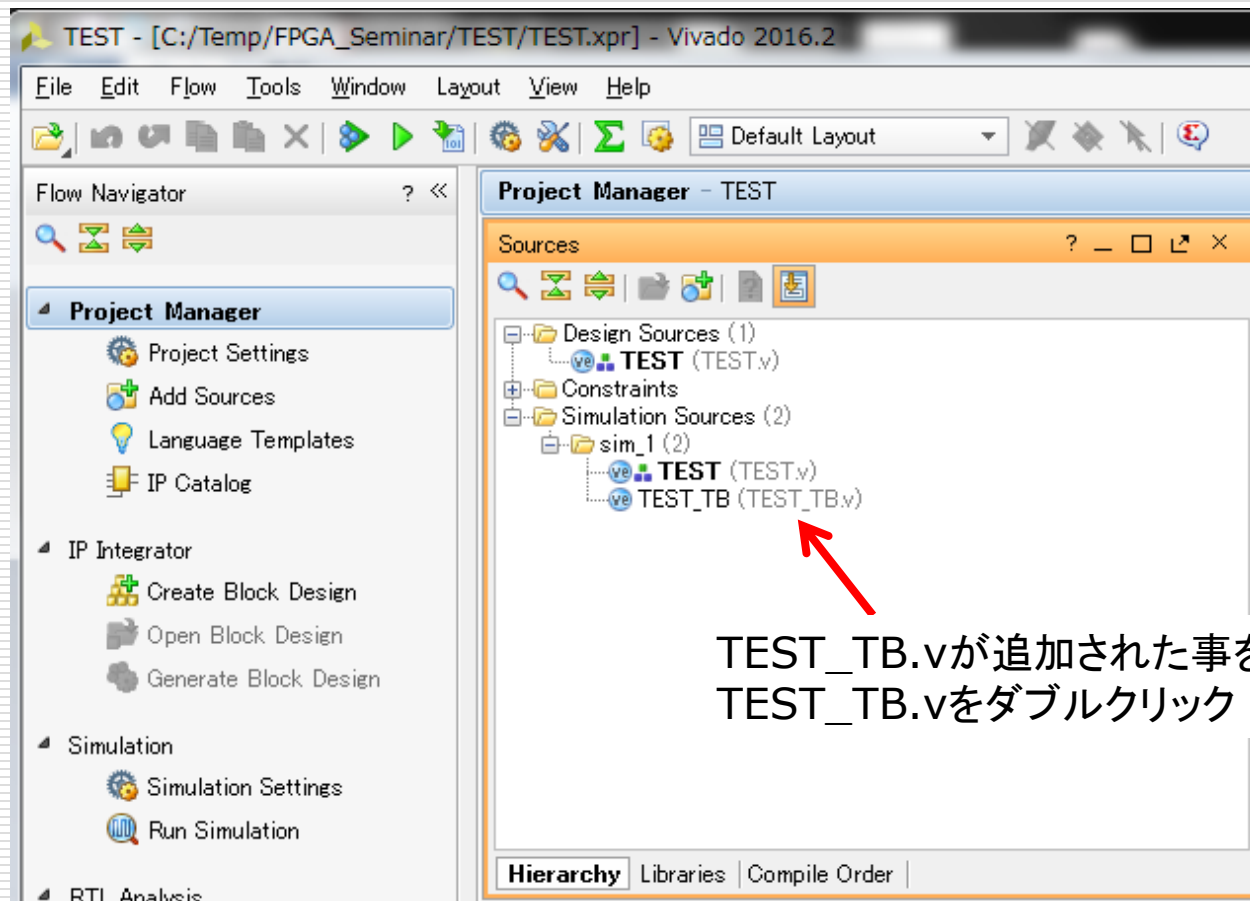 TEST - [C:/Temp/FPGA_Seminar/TEST/TEST.xpr] - Vivado 2016.2
File Edit Flow Tools Window Layout View Help
Default Layout
Flow Navigator ? «
Project Manager
Project Settings
Add Sources
Language Templates
IP Catalog
IP Integrator
Create Block Design
Open Block Design
Generate Block Design
Simulation
Simulation Settings
Run Simulation
RTL Analysis
Project Manager - TEST
Sources ?
Design Sources (1)
TEST (TEST.v)
Constraints
Simulation Sources (2)
sim_1 (2)
TEST (TEST.v)
TEST_TB (TEST_TB.v)
TEST_TB.vが追加された事を
TEST_TB.vをダブルクリック
Hierarchy Libraries Compile Order